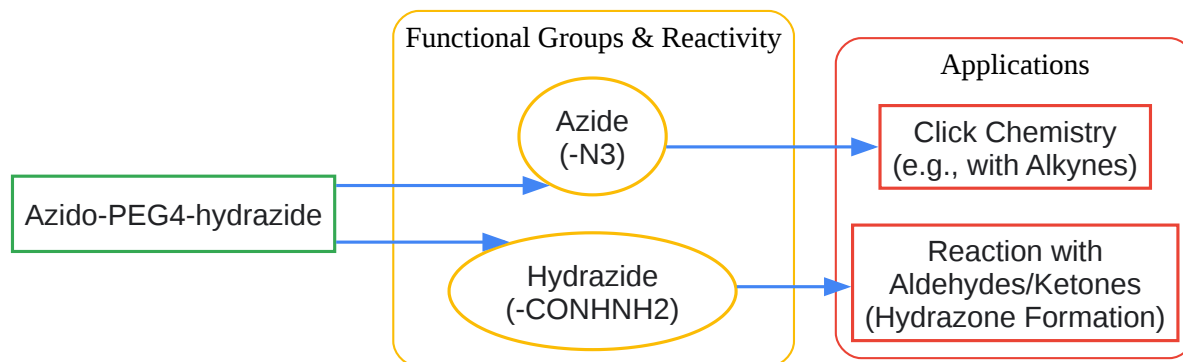 Functional Groups & Reactivity
Applications
Azide
(-N3)
Click Chemistry
(e.g., with Alkynes)
Azido-PEG4-hydrazide
Hydrazide
(-CONHNH2)
Reaction with
Aldehydes/Ketones
(Hydrazone Formation)